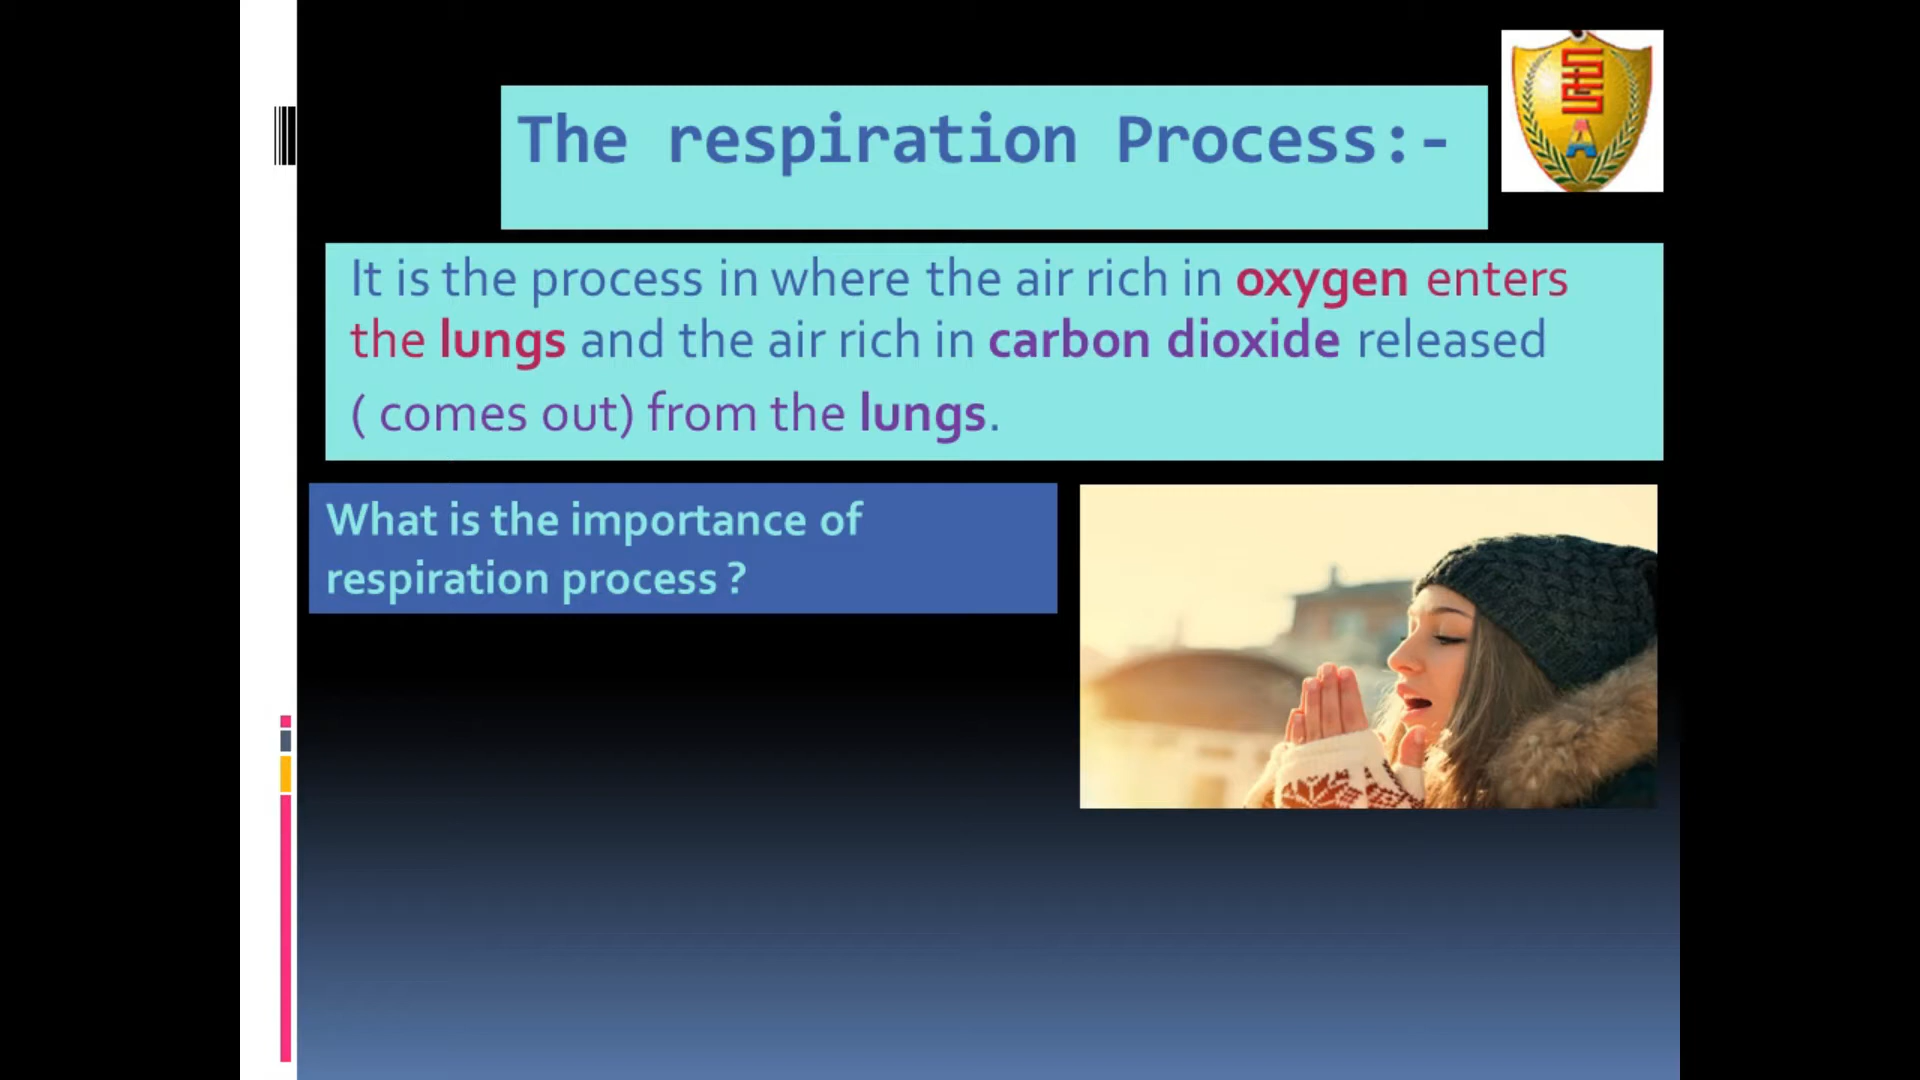 The respiration Process:-
It is the process in where the air rich in oxygen enters
the lungs and the air rich in carbon dioxide released
( comes out) from the lungs.
What is the importance of
respiration process ?